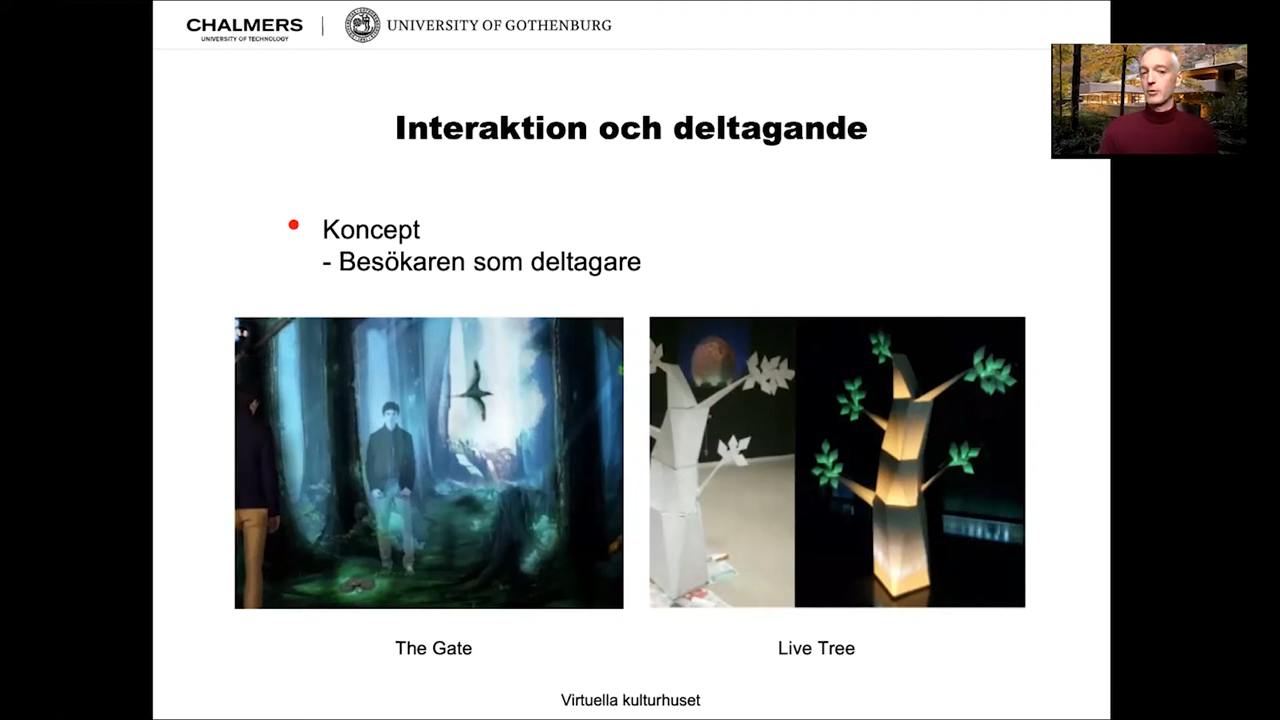 CHALMERS
UNIVERSITY OF TECHNOLOGY
UNIVERSITY OF GOTHENBURG
Interaktion och deltagande
Koncept
- Besökaren som deltagare
The Gate
Live Tree
Virtuella kulturhuset